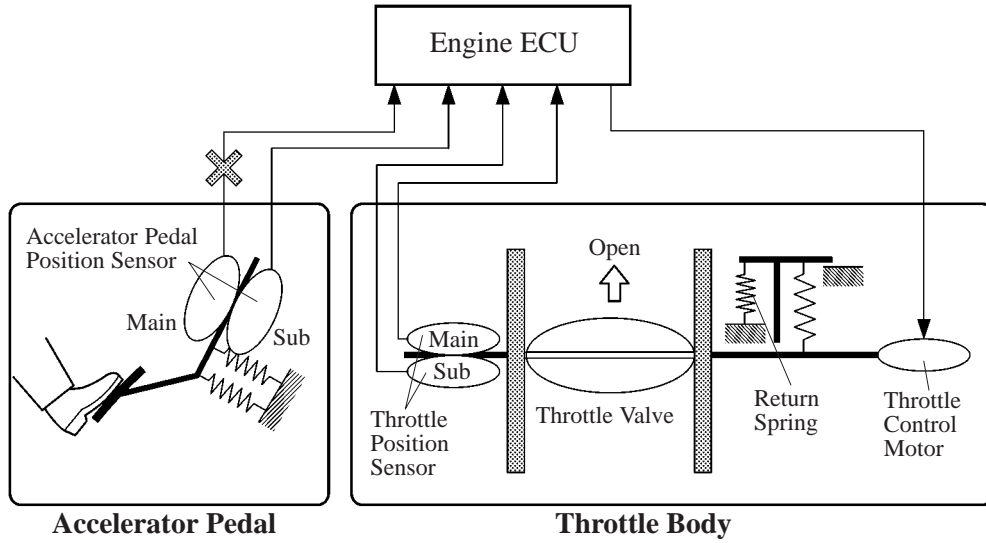 Engine ECU
Accelerator Pedal
Position Sensor
Main
Sub
Open
Main
Sub
Throttle
Position
Sensor
Throttle Valve
Return
Spring
Throttle
Control
Motor
Accelerator Pedal
Throttle Body